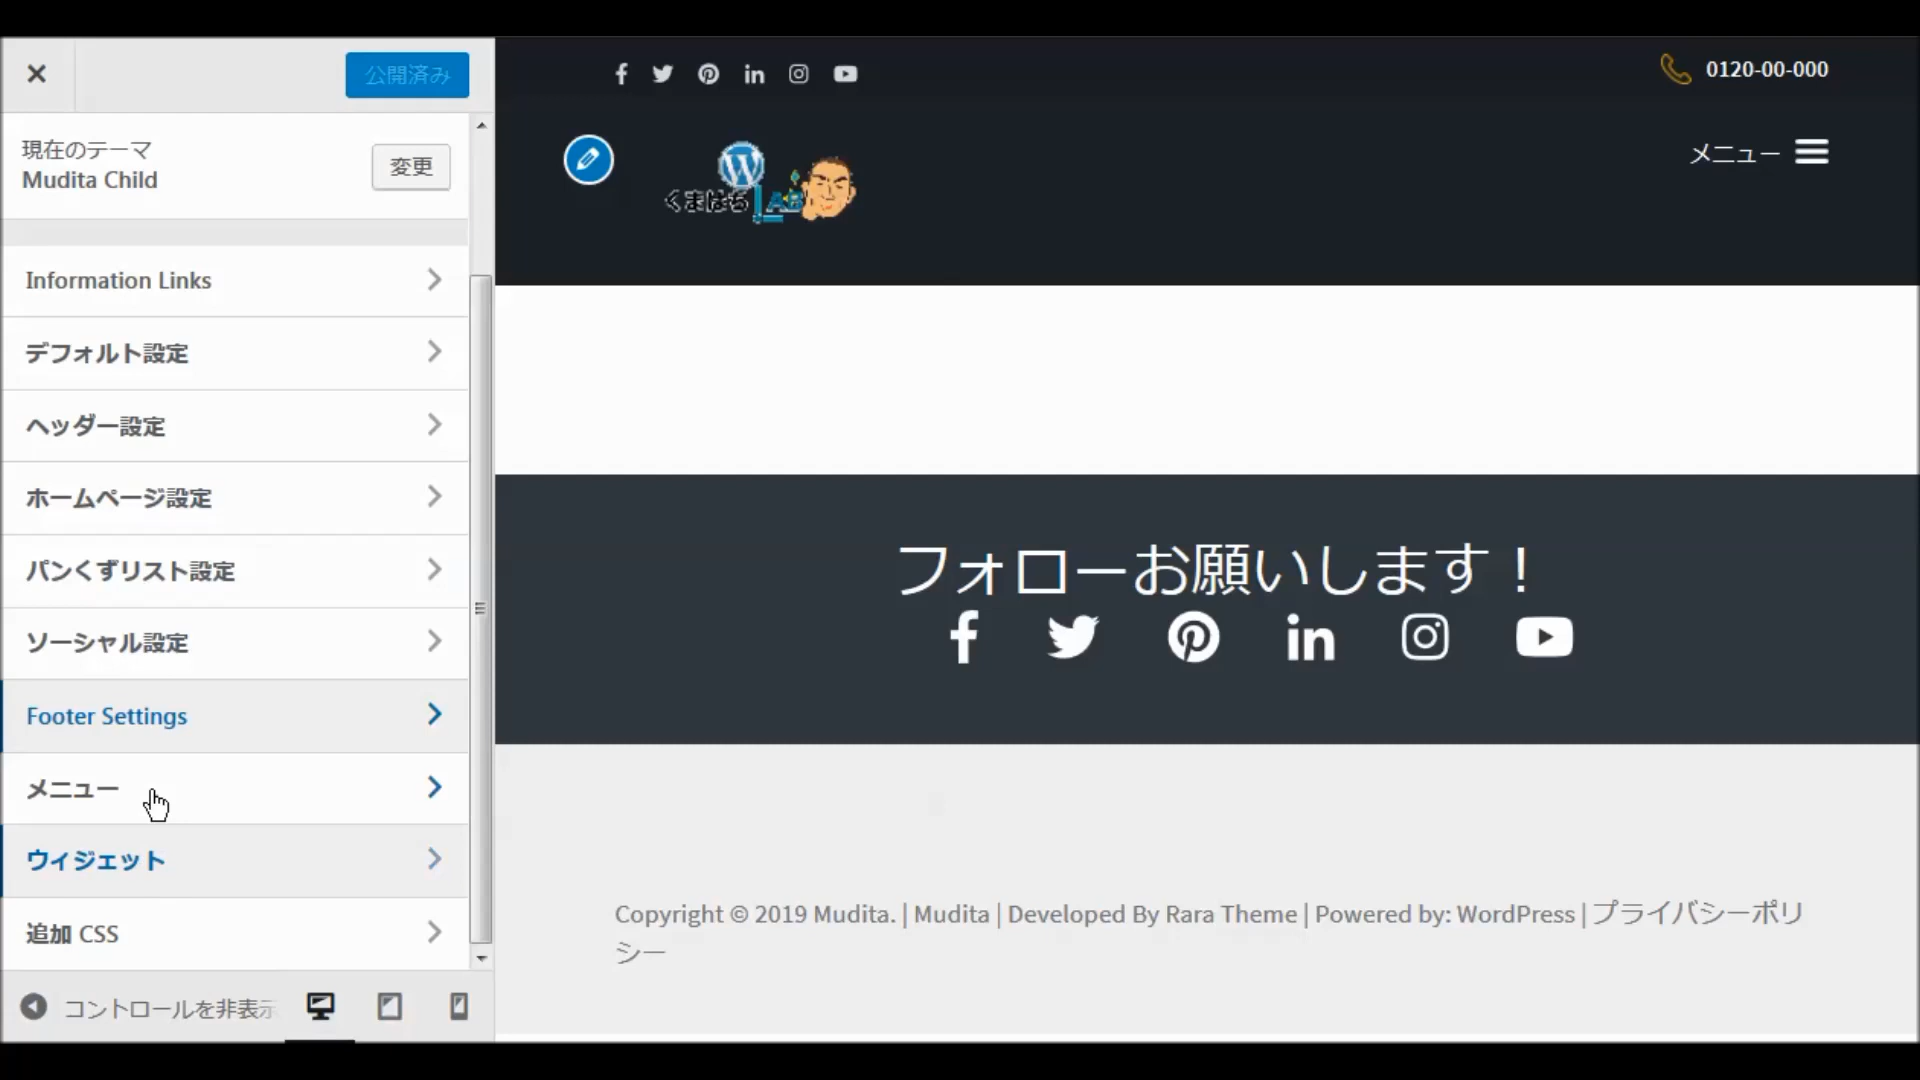 公開済み
現在のテーマ
Mudita Child
変更
Information Links
デフォルト設定
ヘッダー設定
ホームページ設定
パンくずリスト設定
ソーシャル設定
Footer Settings
メニュー
ウィジェット
追加 CSS
コントロールを非表示
0120-00-000
くまはち LAB
メニュー
フォローお願いします！
Copyright © 2019 Mudita. | Mudita | Developed By Rara Theme | Powered by: WordPress | プライバシーポリ
シー